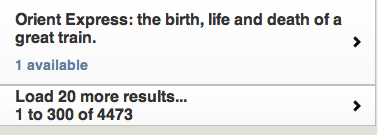 Orient Express: the birth, life and death of a
great train.
1 available
Load 20 more results...
1 to 300 of 4473